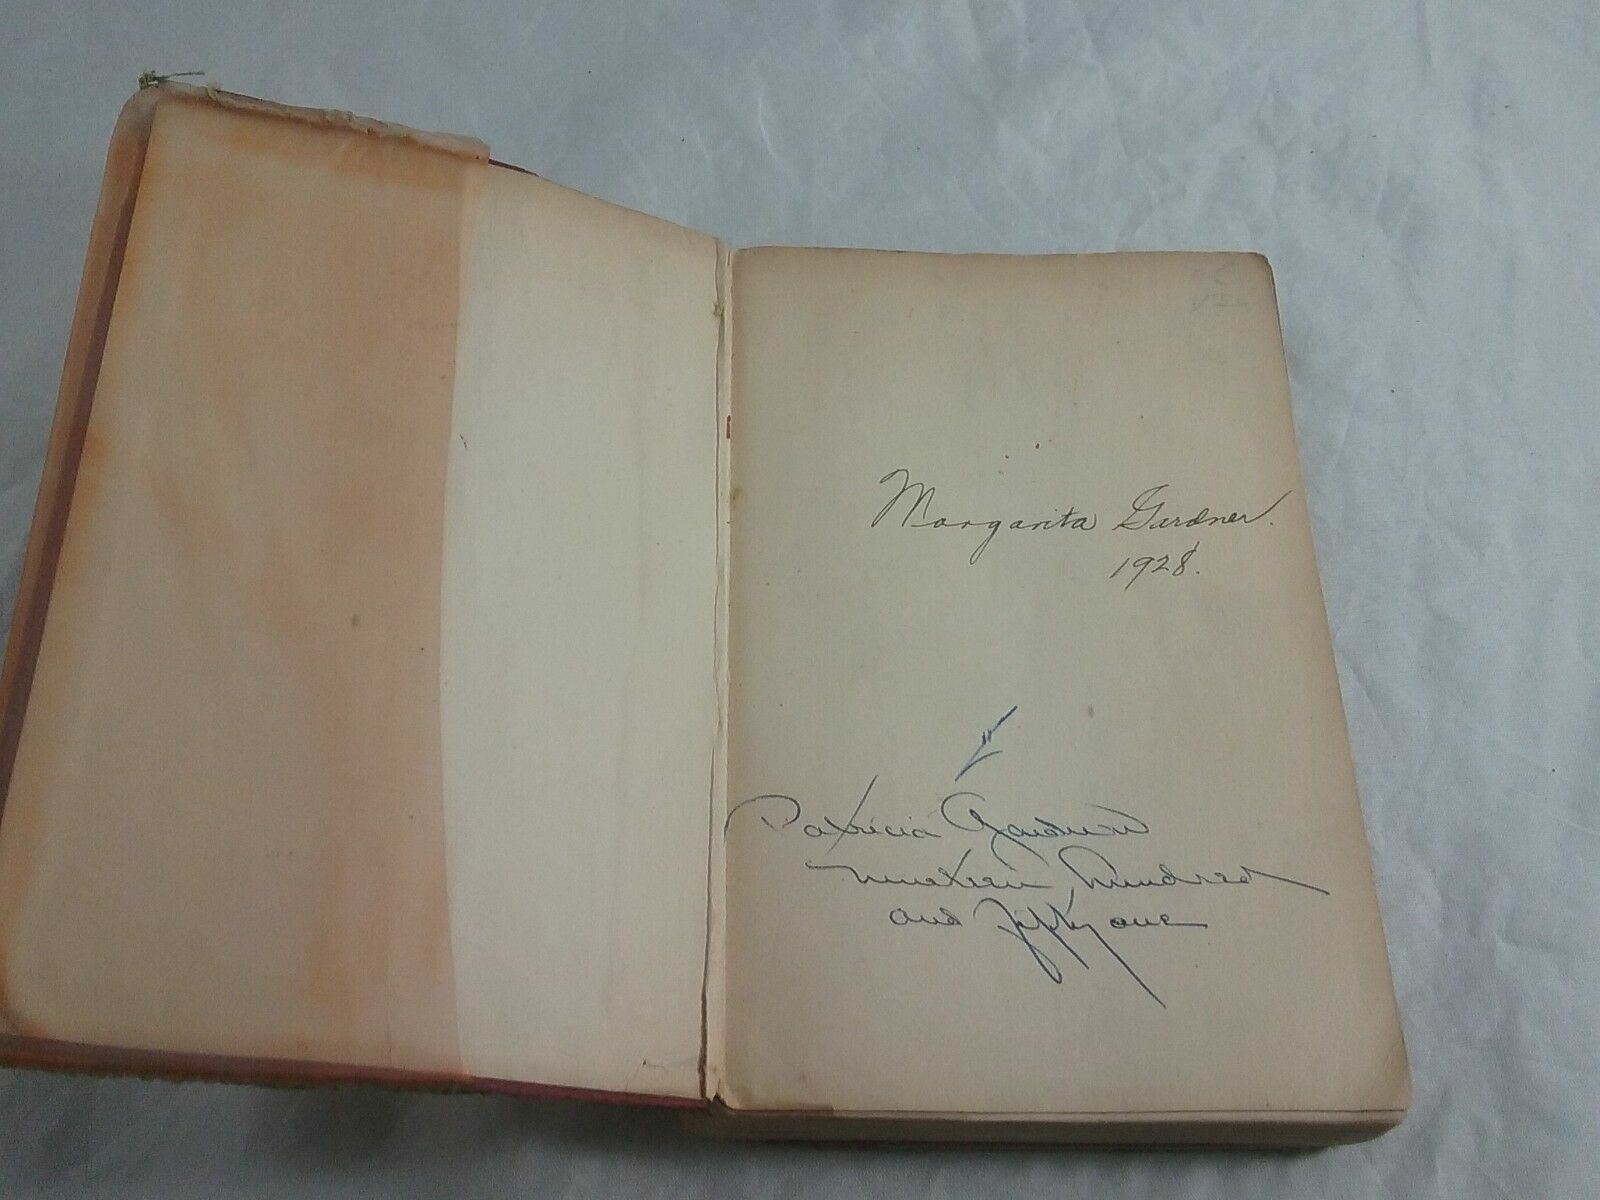 Margarita Gardner.
1928.
Patricia Gardner
nineteen hundred
and fifty one